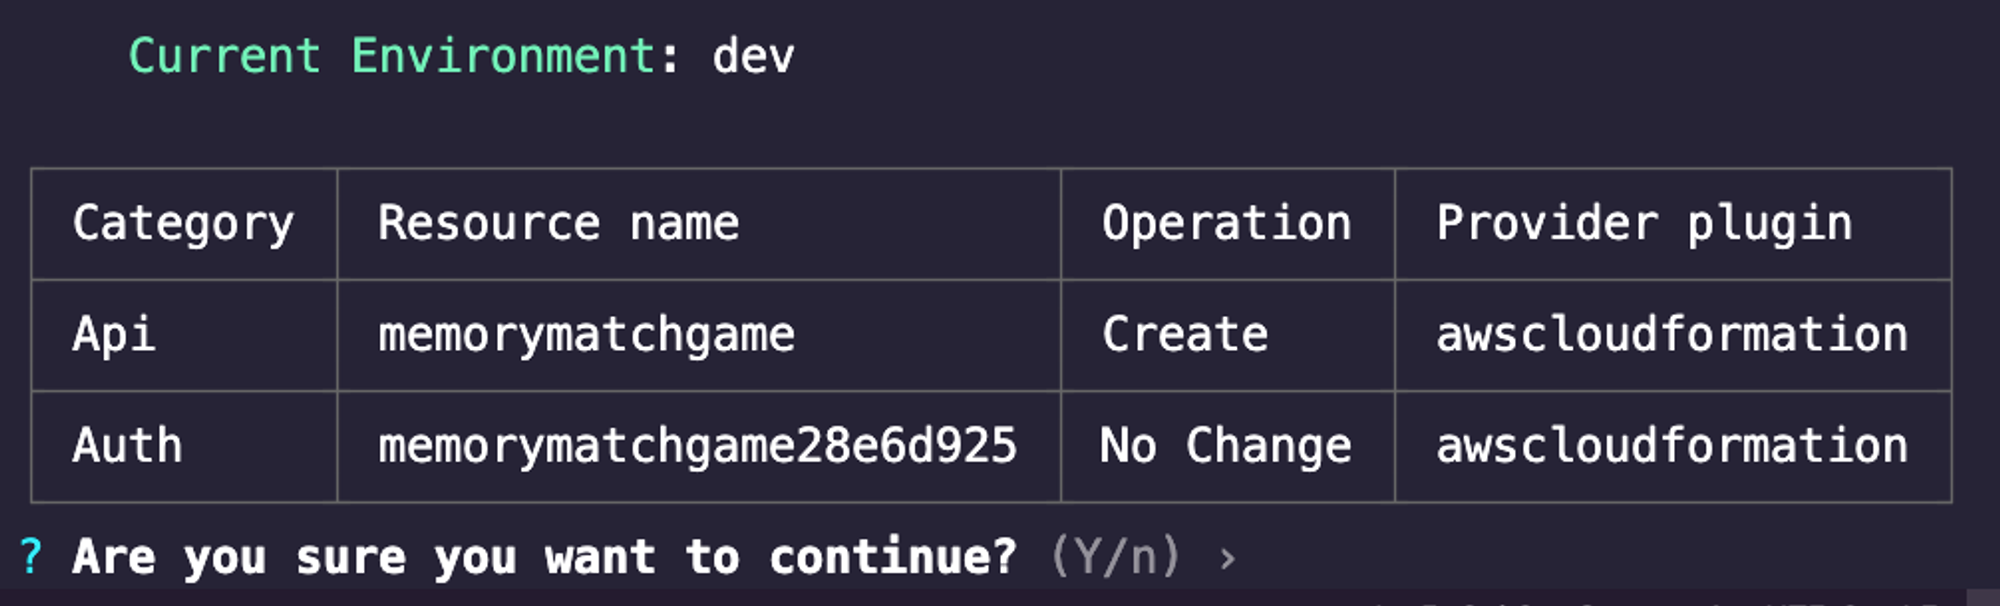 Current Environment: dev
Category Resource name Operation Provider plugin
Api memorymatchgame Create awscloudformation
Auth memorymatchgame28e6d925 No Change awscloudformation
? Are you sure you want to continue? (Y/n) ›